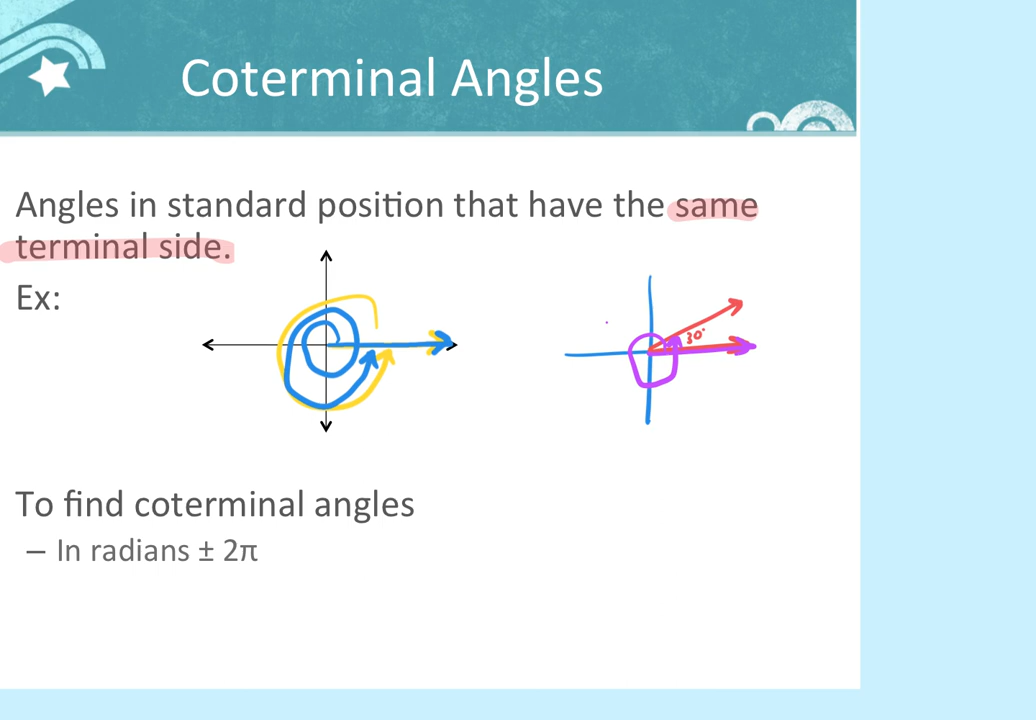 Coterminal Angles
Angles in standard position that have the same
terminal side.
Ex:
30°
To find coterminal angles
– In radians ± 2π